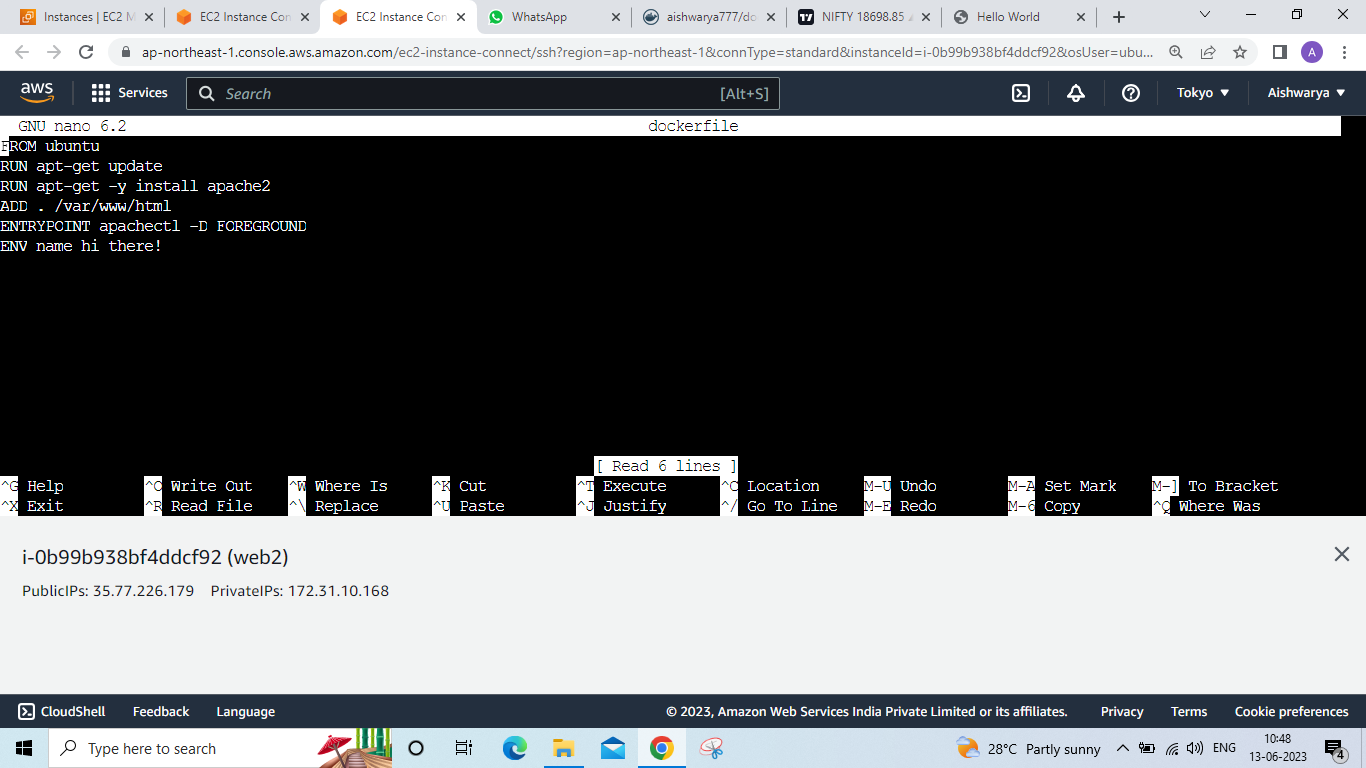 Instances | EC2 M
EC2 Instance Con
EC2 Instance Con
WhatsApp
aishwarya777/do
NIFTY 18698.85
Hello World
ap-northeast-1.console.aws.amazon.com/ec2-instance-connect/ssh?region=ap-northeast-1&connType=standard&instanceId=i-0b99b938bf4ddcf92&osUser=ubu...
A
aws
Services
Search
[Alt+S]
Tokyo
Aishwarya
GNU nano 6.2 dockerfile
FROM ubuntu
RUN apt-get update
RUN apt-get -y install apache2
ADD . /var/www/html
ENTRYPOINT apachectl -D FOREGROUND
ENV name hi there!
[ Read 6 lines ]
^G Help ^O Write Out ^W Where Is ^K Cut ^T Execute ^C Location M-U Undo M-A Set Mark M-] To Bracket
^X Exit ^R Read File ^\ Replace ^U Paste ^J Justify ^/ Go To Line M-E Redo M-6 Copy ^Q Where Was
i-0b99b938bf4ddcf92 (web2)
PublicIPs: 35.77.226.179 PrivateIPs: 172.31.10.168
CloudShell Feedback Language © 2023, Amazon Web Services India Private Limited or its affiliates. Privacy Terms Cookie preferences
Type here to search
28°C Partly sunny
ENG
10:48
13-06-2023
4